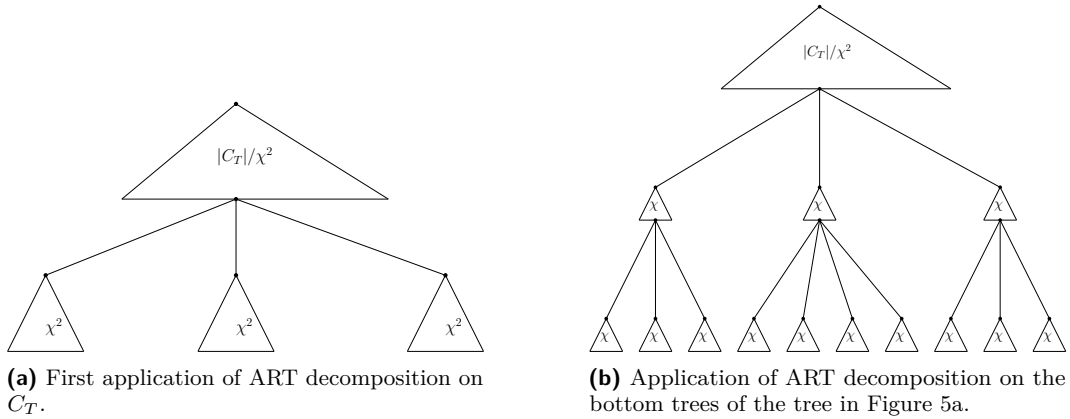 |C_T|/χ²
χ² χ² χ²
(a) First application of ART decomposition on
C_T.
|C_T|/χ²
χ χ χ
χ χ χ χ χ χ χ χ χ χ
(b) Application of ART decomposition on the
bottom trees of the tree in Figure 5a.